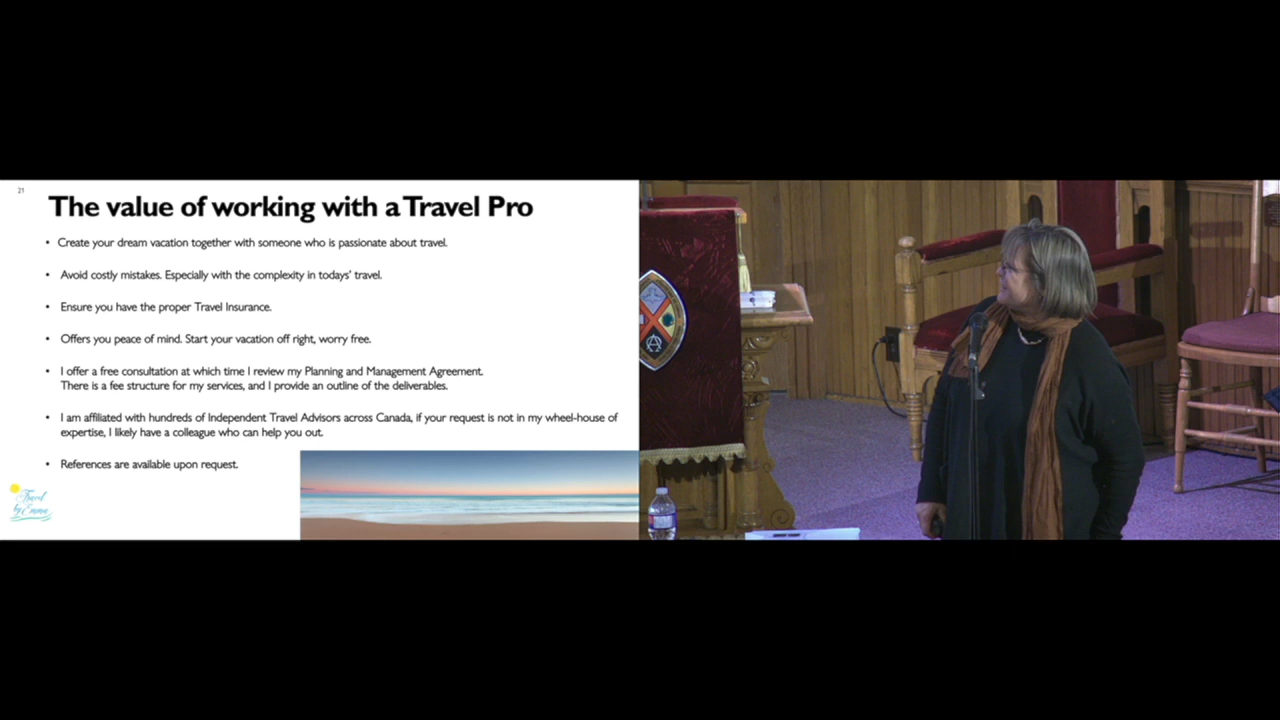 21
The value of working with a Travel Pro
• Create your dream vacation together with someone who is passionate about travel.
• Avoid costly mistakes. Especially with the complexity in todays' travel.
• Ensure you have the proper Travel Insurance.
• Offers you peace of mind. Start your vacation off right, worry free.
• I offer a free consultation at which time I review my Planning and Management Agreement.
There is a fee structure for my services, and I provide an outline of the deliverables.
• I am affiliated with hundreds of Independent Travel Advisors across Canada, if your request is not in my wheel-house of
expertise, I likely have a colleague who can help you out.
• References are available upon request.
Travel
by Emma